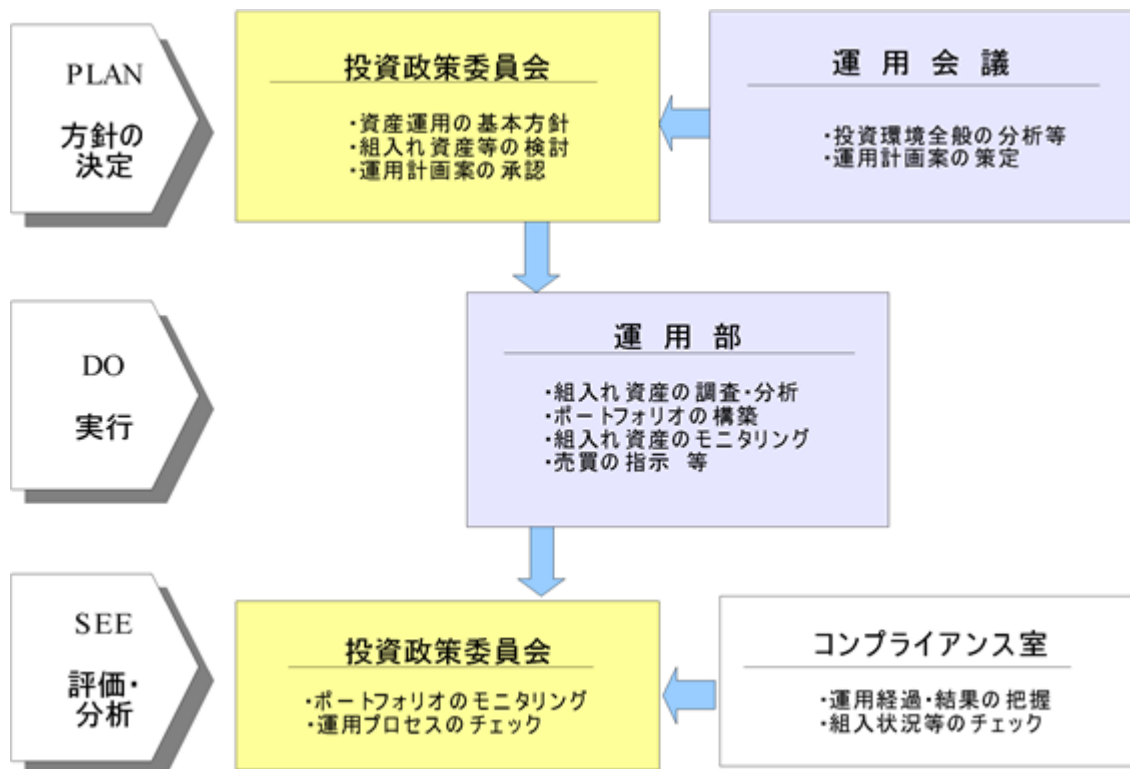 PLAN
方針の
決定
投資政策委員会
・資産運用の基本方針
・組入れ資産等の検討
・運用計画案の承認
運 用 会 議
・投資環境全般の分析等
・運用計画案の策定
DO
実行
運 用 部
・組入れ資産の調査・分析
・ポートフォリオの構築
・組入れ資産のモニタリング
・売買の指示 等
SEE
評価・
分析
投資政策委員会
・ポートフォリオのモニタリング
・運用プロセスのチェック
コンプライアンス室
・運用経過・結果の把握
・組入状況等のチェック